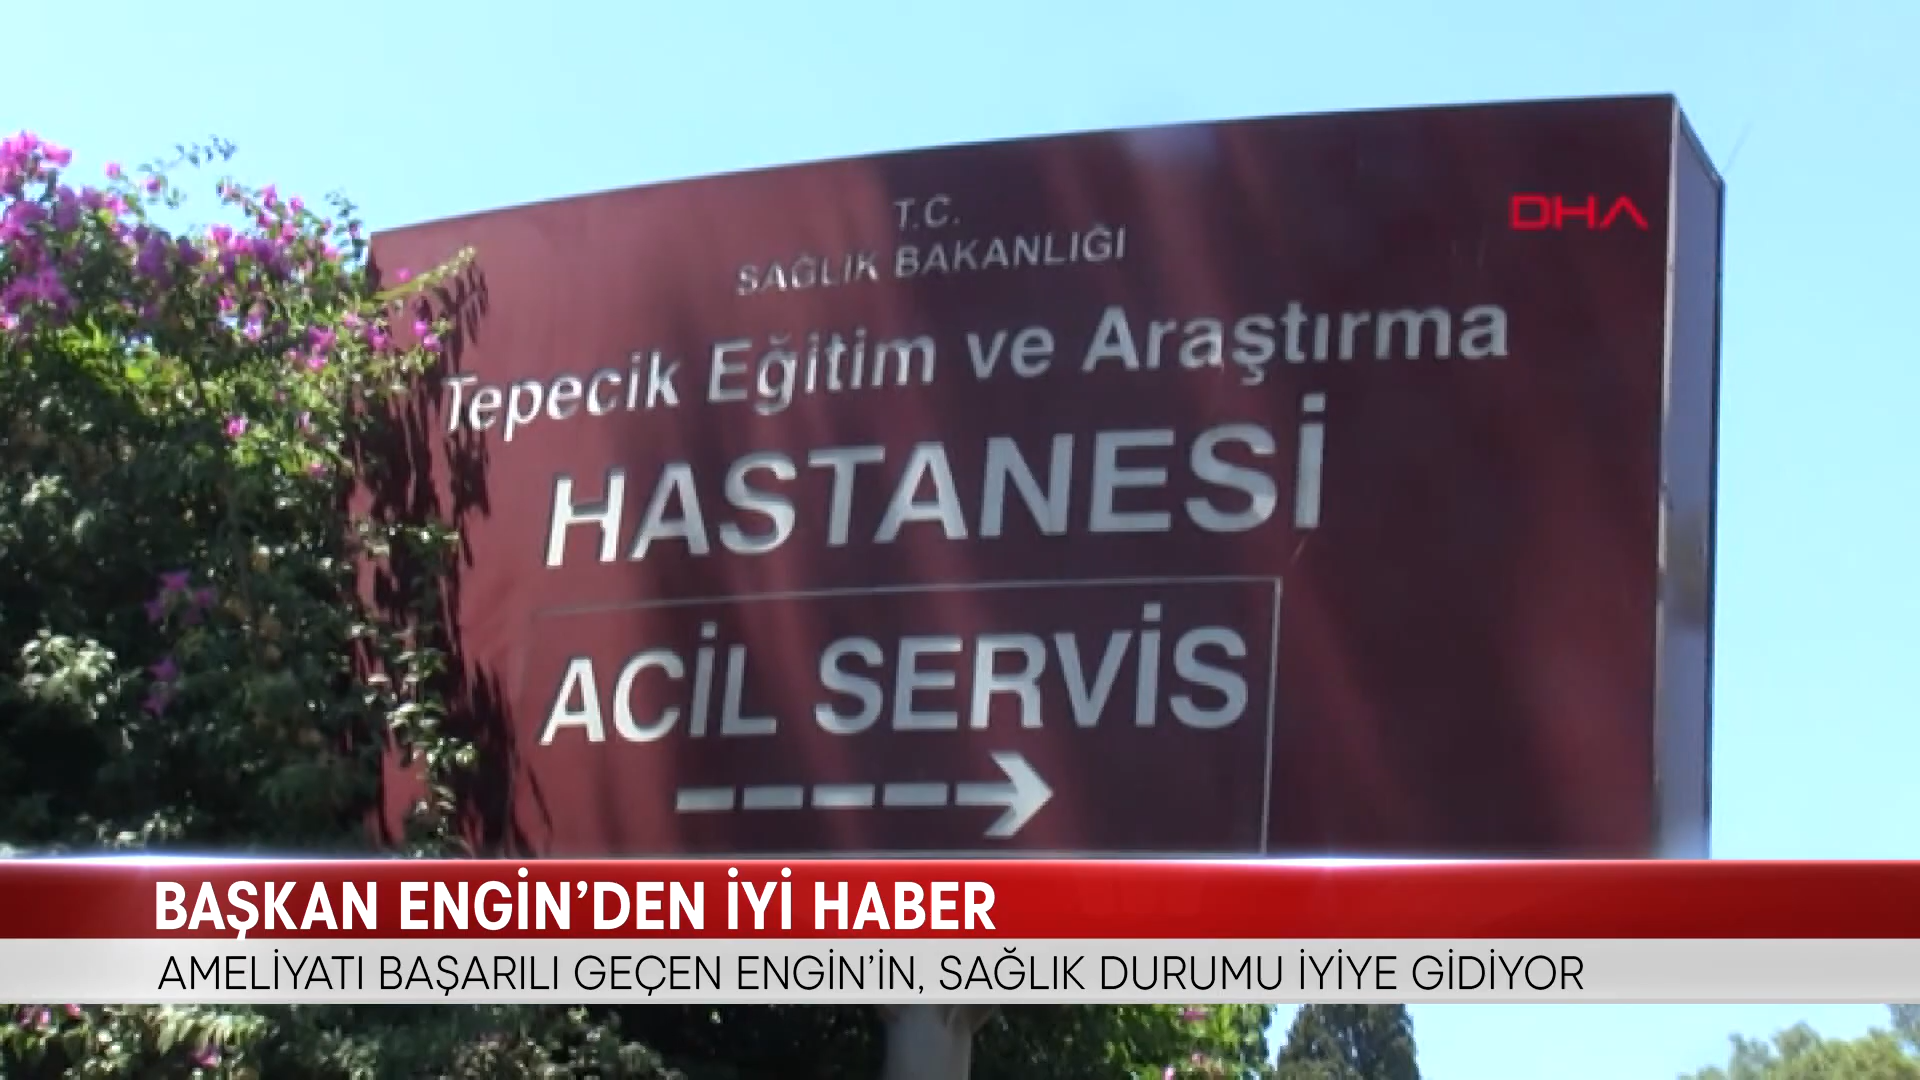 T.C.
SAĞLIK BAKANLIĞI
DHA
Tepecik Eğitim ve Araştırma
HASTANESİ
ACİL SERVİS
BAŞKAN ENGİN’DEN İYİ HABER
AMELİYATI BAŞARILI GEÇEN ENGİN’İN, SAĞLIK DURUMU İYİYE GİDİYOR